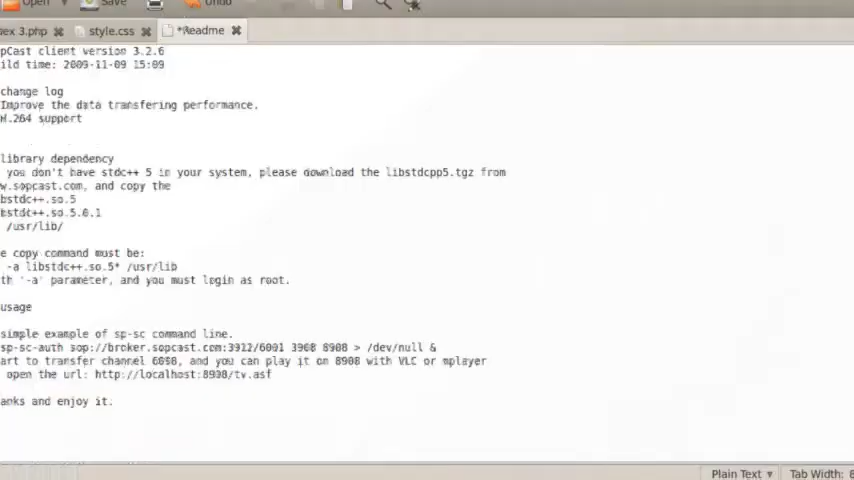 Open Save Undo
ex 3.php style.css *Readme
pCast client version 3.2.6
ild time: 2009-11-09 15:09
change log
Improve the data transfering performance.
H.264 support
library dependency
you don't have stdc++ 5 in your system, please download the libstdcpp5.tgz from
w.sopcast.com, and copy the
bstdc++.so.5
bstdc++.so.5.0.1
/usr/lib/
e copy command must be:
-a libstdc++.so.5* /usr/lib
th '-a' parameter, and you must login as root.
usage
simple example of sp-sc command line.
sp-sc-auth sop://broker.sopcast.com:3912/6001 3908 8908 > /dev/null &
art to transfer channel 6098, and you can play it on 8908 with VLC or mplayer
open the url: http://localhost:8908/tv.asf
anks and enjoy it.
Plain Text Tab Width: 8